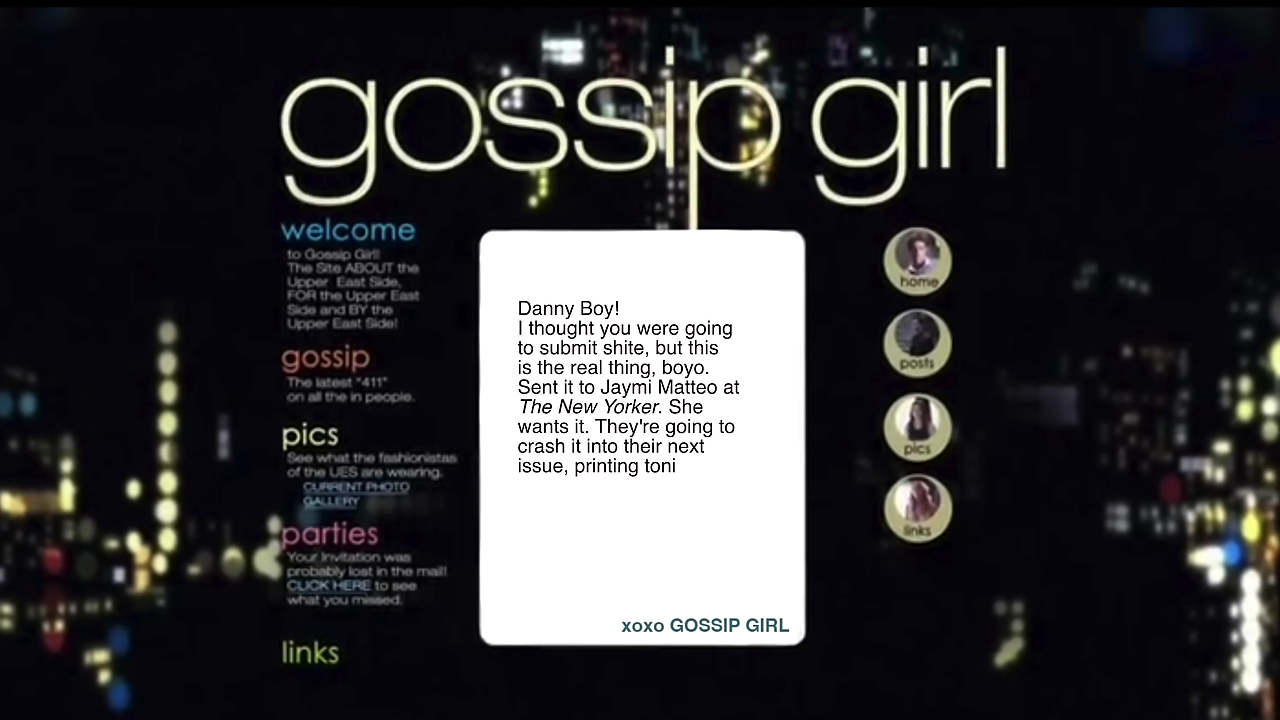 gossip girl
welcome
to Gossip Girl!
The Site ABOUT the
Upper East Side,
FOR the Upper East
Side and BY the
Upper East Side!
gossip
The latest "411"
on all the in people.
pics
See what the fashionistas
of the UES are wearing.
CURRENT PHOTO
GALLERY
parties
Your Invitation was
probably lost in the mail!
CLICK HERE to see
what you missed.
links
Danny Boy!
I thought you were going
to submit shite, but this
is the real thing, boyo.
Sent it to Jaymi Matteo at
The New Yorker. She
wants it. They're going to
crash it into their next
issue, printing toni
xoxo GOSSIP GIRL
home
posts
pics
links